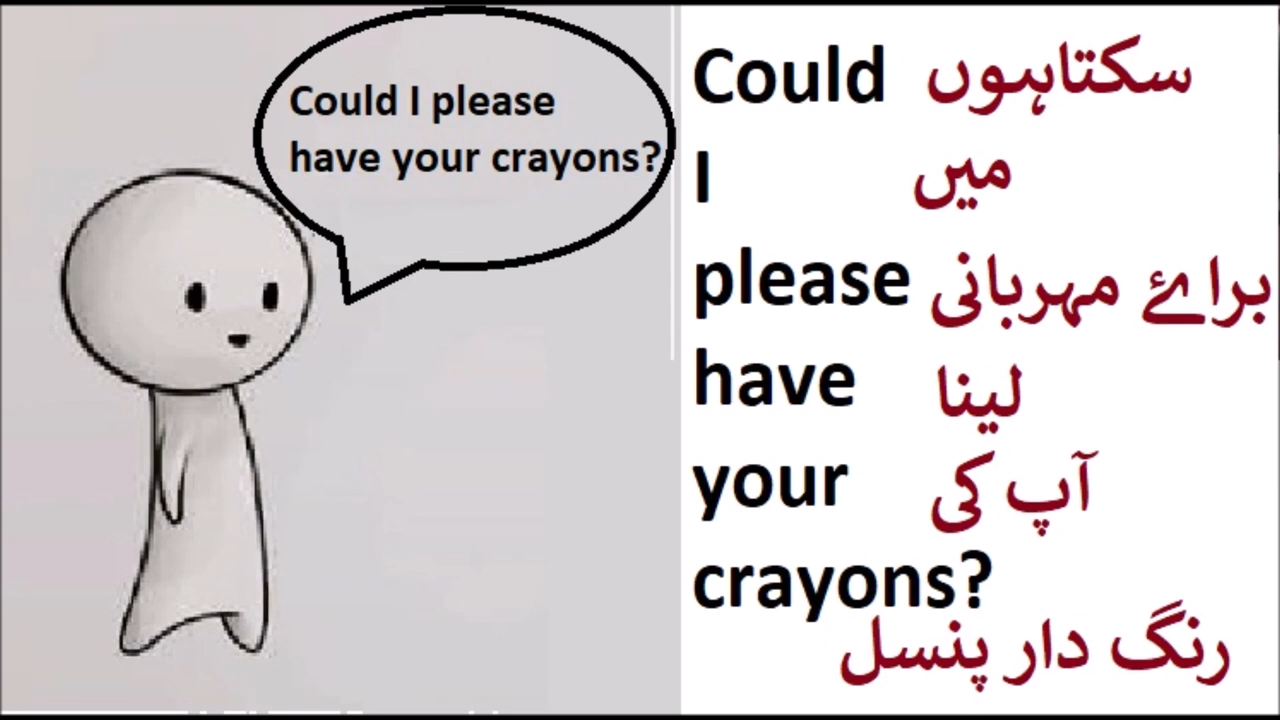 Could I please
have your crayons?
Could سکتاہوں
I میں
please برائے مہربانی
have لینا
your آپ کی
crayons?
رنگ دار پنسل